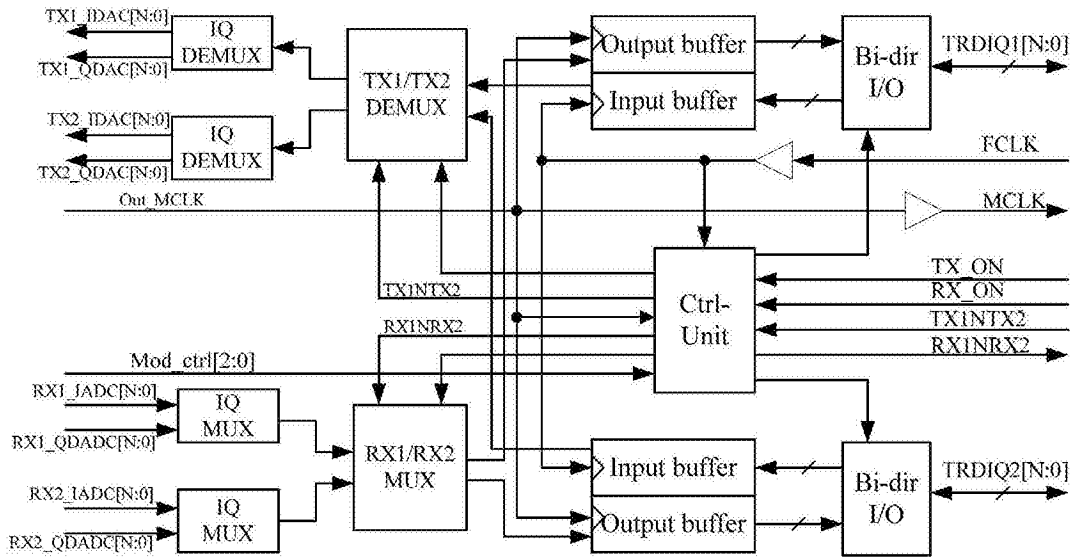 TX1_IDAC[N:0]
TX1_QDAC[N:0]
IQ
DEMUX
TX2_IDAC[N:0]
TX2_QDAC[N:0]
IQ
DEMUX
TX1/TX2
DEMUX
Output buffer
Input buffer
Bi-dir
I/O
TRDIQ1[N:0]
FCLK
Out_MCLK
MCLK
TX1NTX2
RX1NRX2
Ctrl-
Unit
TX_ON
RX_ON
TX1NTX2
RX1NRX2
Mod_ctrl[2:0]
RX1_IADC[N:0]
RX1_QDADC[N:0]
IQ
MUX
RX2_IADC[N:0]
RX2_QDADC[N:0]
IQ
MUX
RX1/RX2
MUX
Input buffer
Output buffer
Bi-dir
I/O
TRDIQ2[N:0]